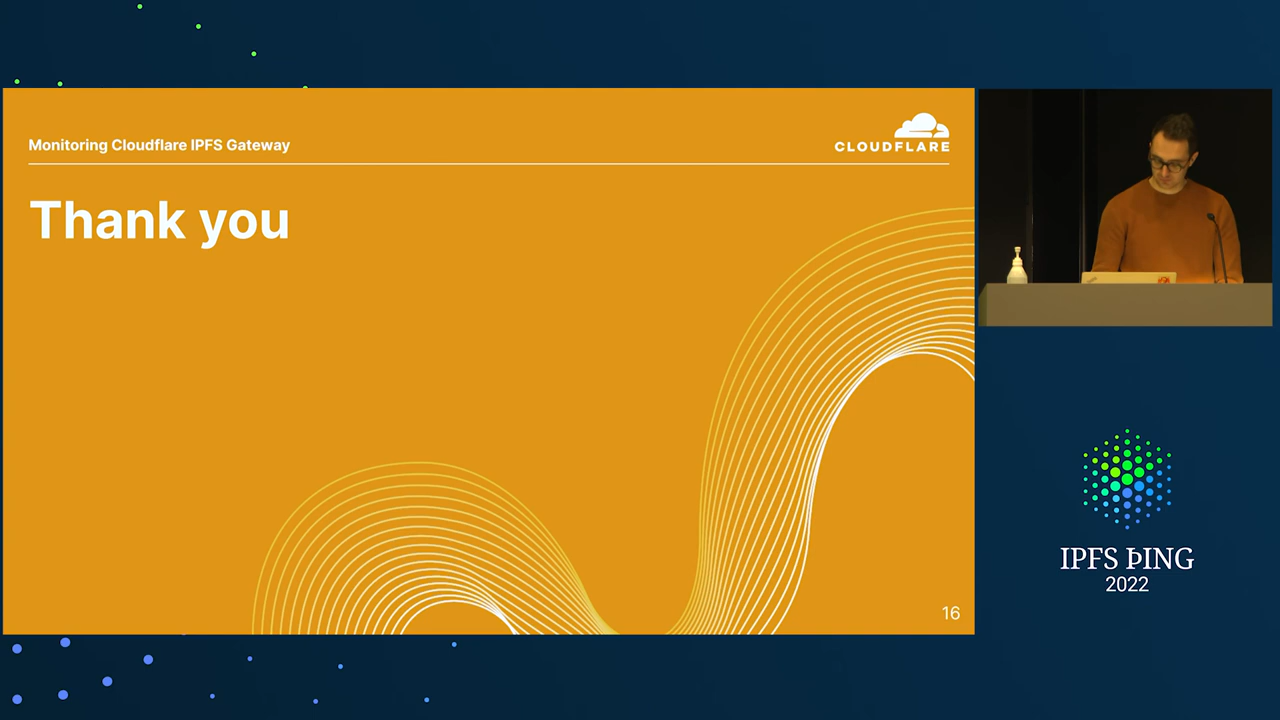 Monitoring Cloudflare IPFS Gateway
CLOUDFLARE
Thank you
16
IPFS ÞING
2022